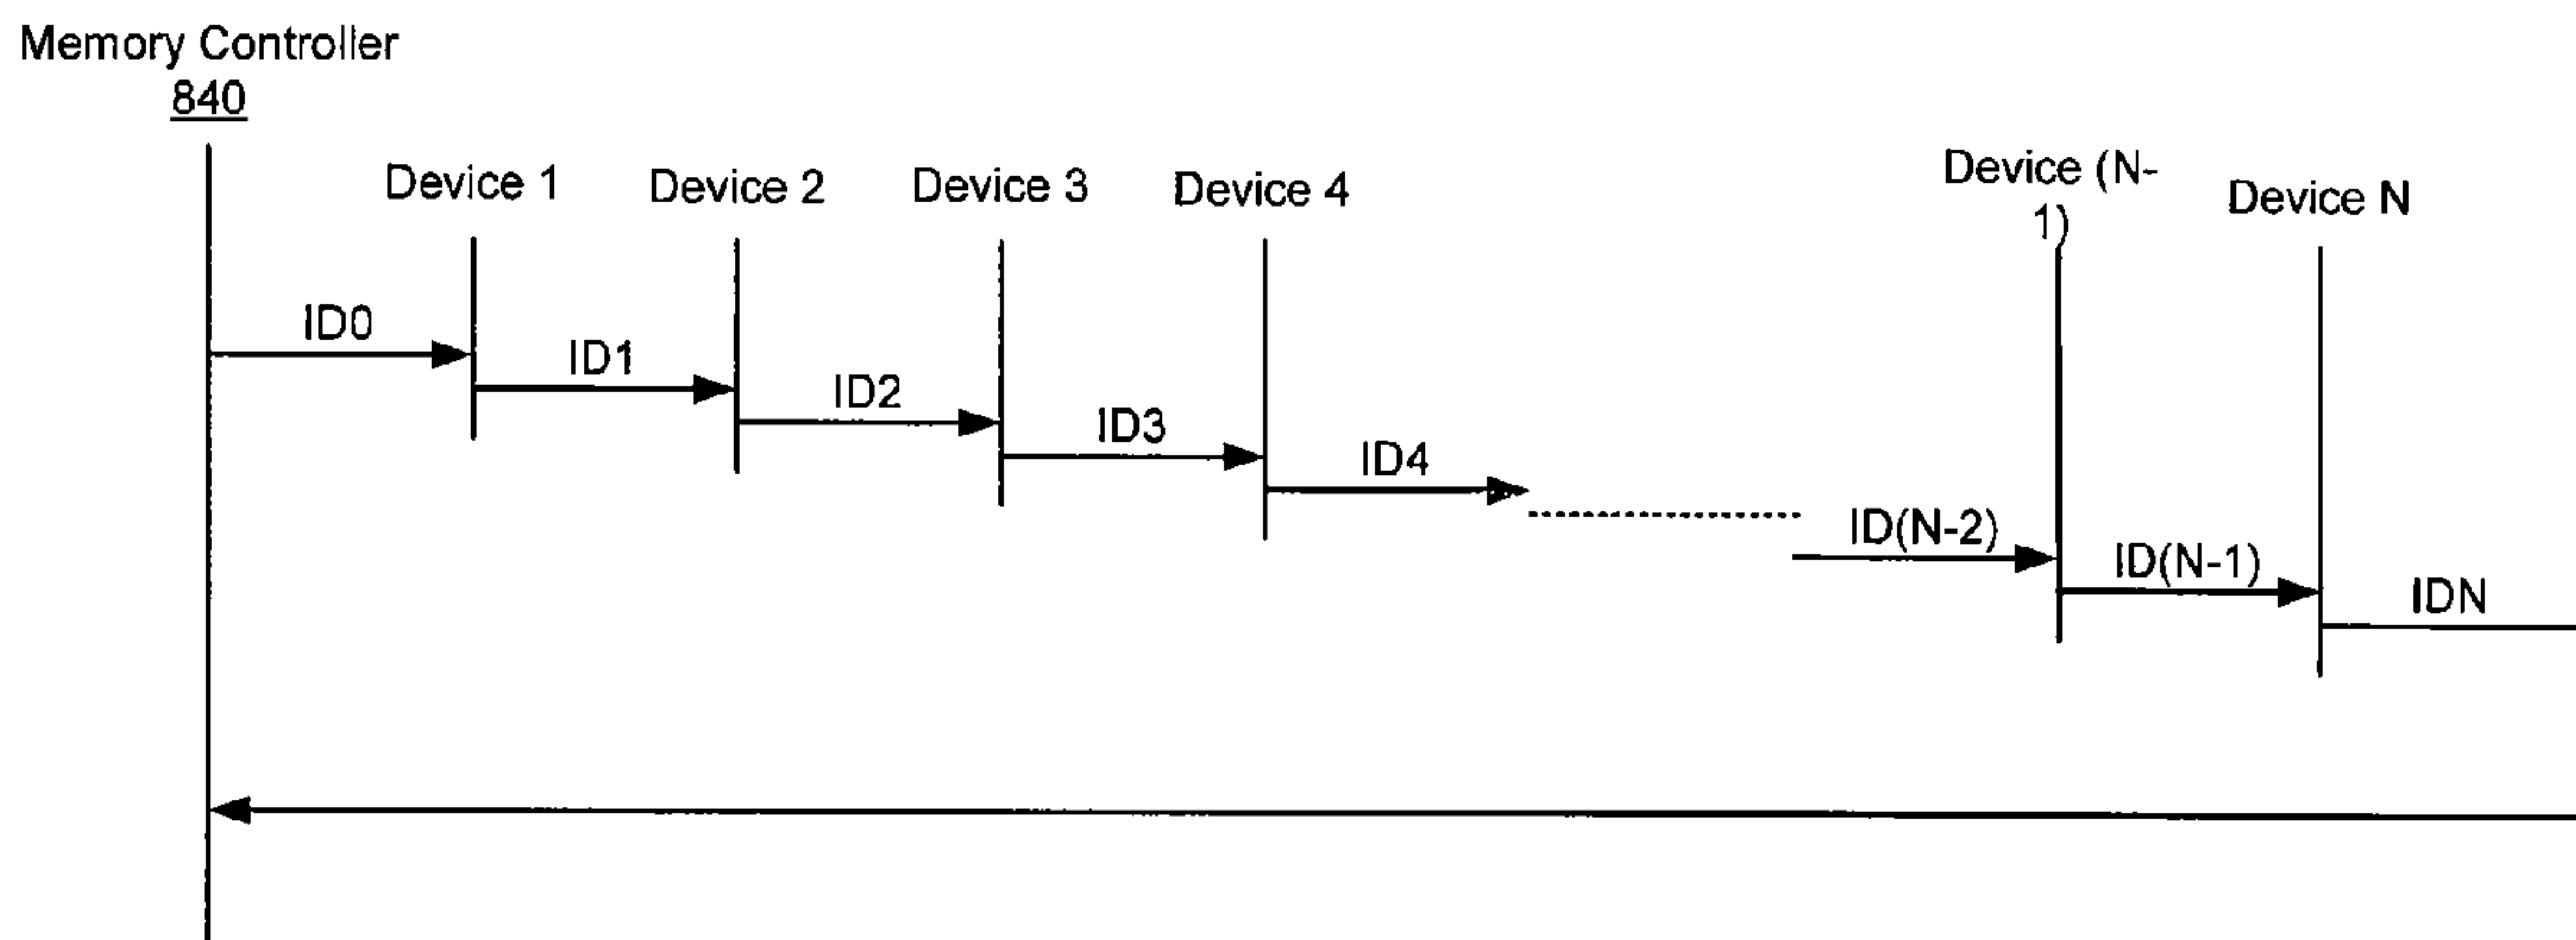 Memory Controller
840
Device 1
Device 2
Device 3
Device 4
Device (N-
1)
Device N
ID0
ID1
ID2
ID3
ID4
ID(N-2)
ID(N-1)
IDN